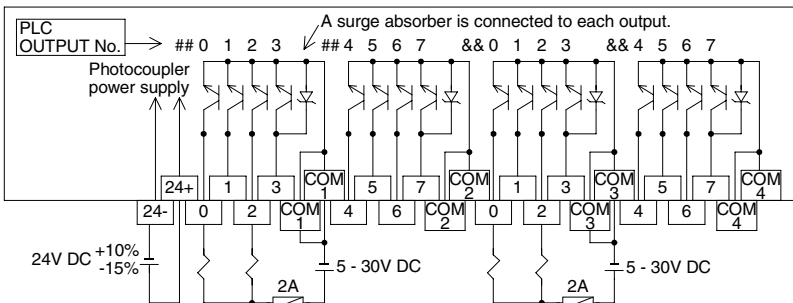 A surge absorber is connected to each output.
PLC
OUTPUT No.
## 0 1 2 3 ## 4 5 6 7 && 0 1 2 3 && 4 5 6 7
Photocoupler
power supply
24+ 1 3 COM 1 5 7 COM 2 1 3 COM 3 5 7 COM 4
24- 0 2 COM 1 4 6 COM 2 0 2 COM 3 4 6 COM 4
24V DC +10% -15%
5 - 30V DC
5 - 30V DC
2A
2A